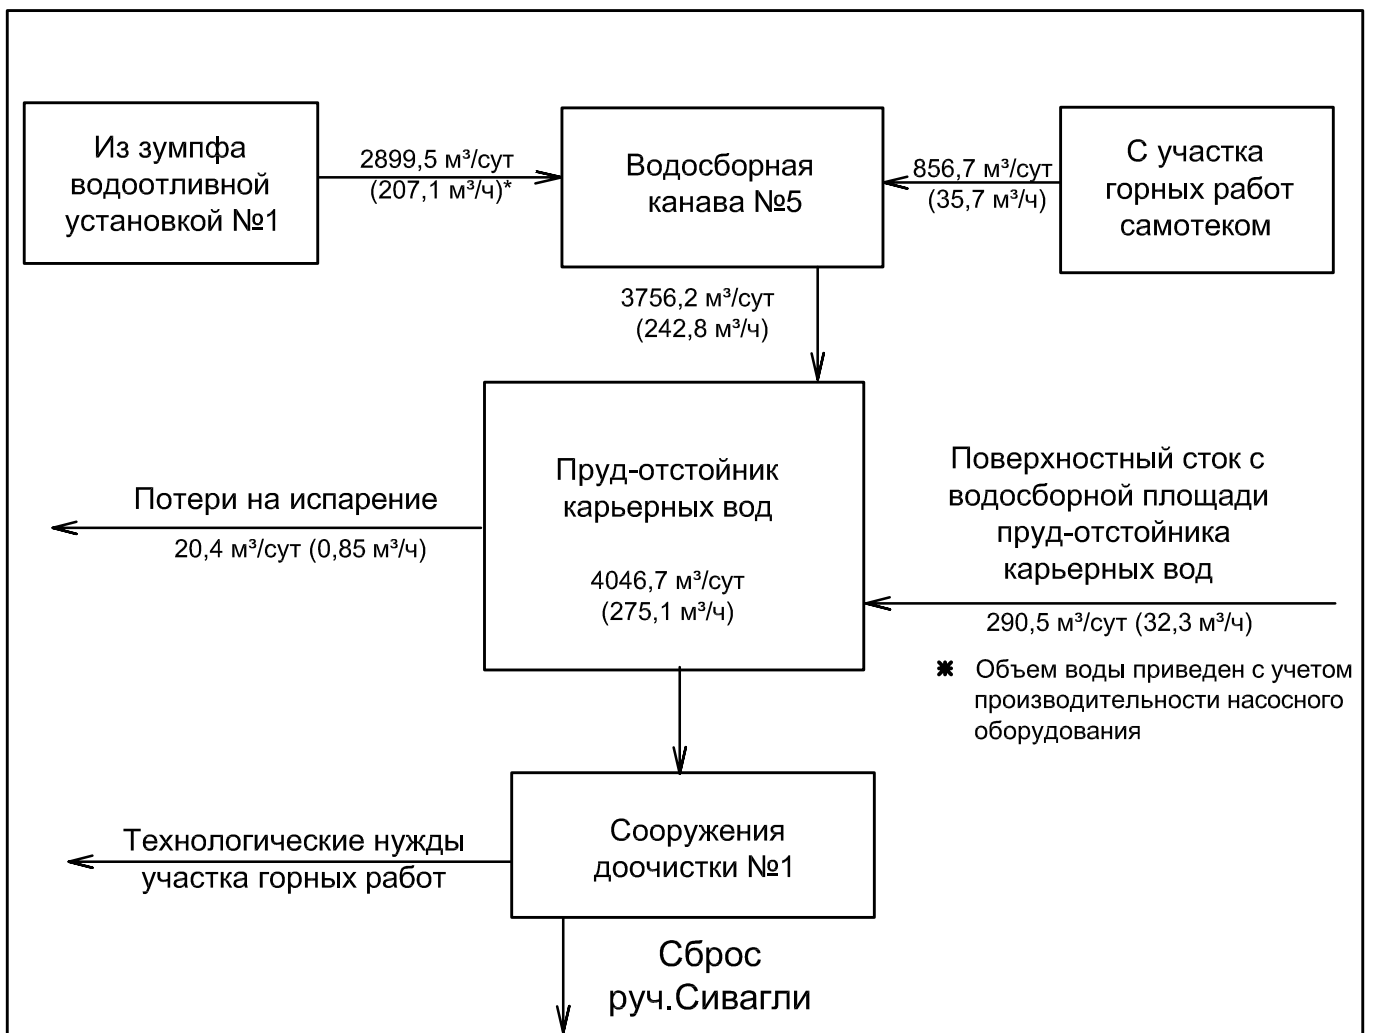 Из зумпфа
водоотливной
установкой №1
2899,5 м³/сут
(207,1 м³/ч)*
Водосборная
канава №5
856,7 м³/сут
(35,7 м³/ч)
С участка
горных работ
самотеком
3756,2 м³/сут
(242,8 м³/ч)
Пруд-отстойник
карьерных вод
4046,7 м³/сут
(275,1 м³/ч)
Потери на испарение
20,4 м³/сут (0,85 м³/ч)
Поверхностный сток с
водосборной площади
пруд-отстойника
карьерных вод
290,5 м³/сут (32,3 м³/ч)
* Объем воды приведен с учетом
производительности насосного
оборудования
Сооружения
доочистки №1
Технологические нужды
участка горных работ
Сброс
руч.Сивагли